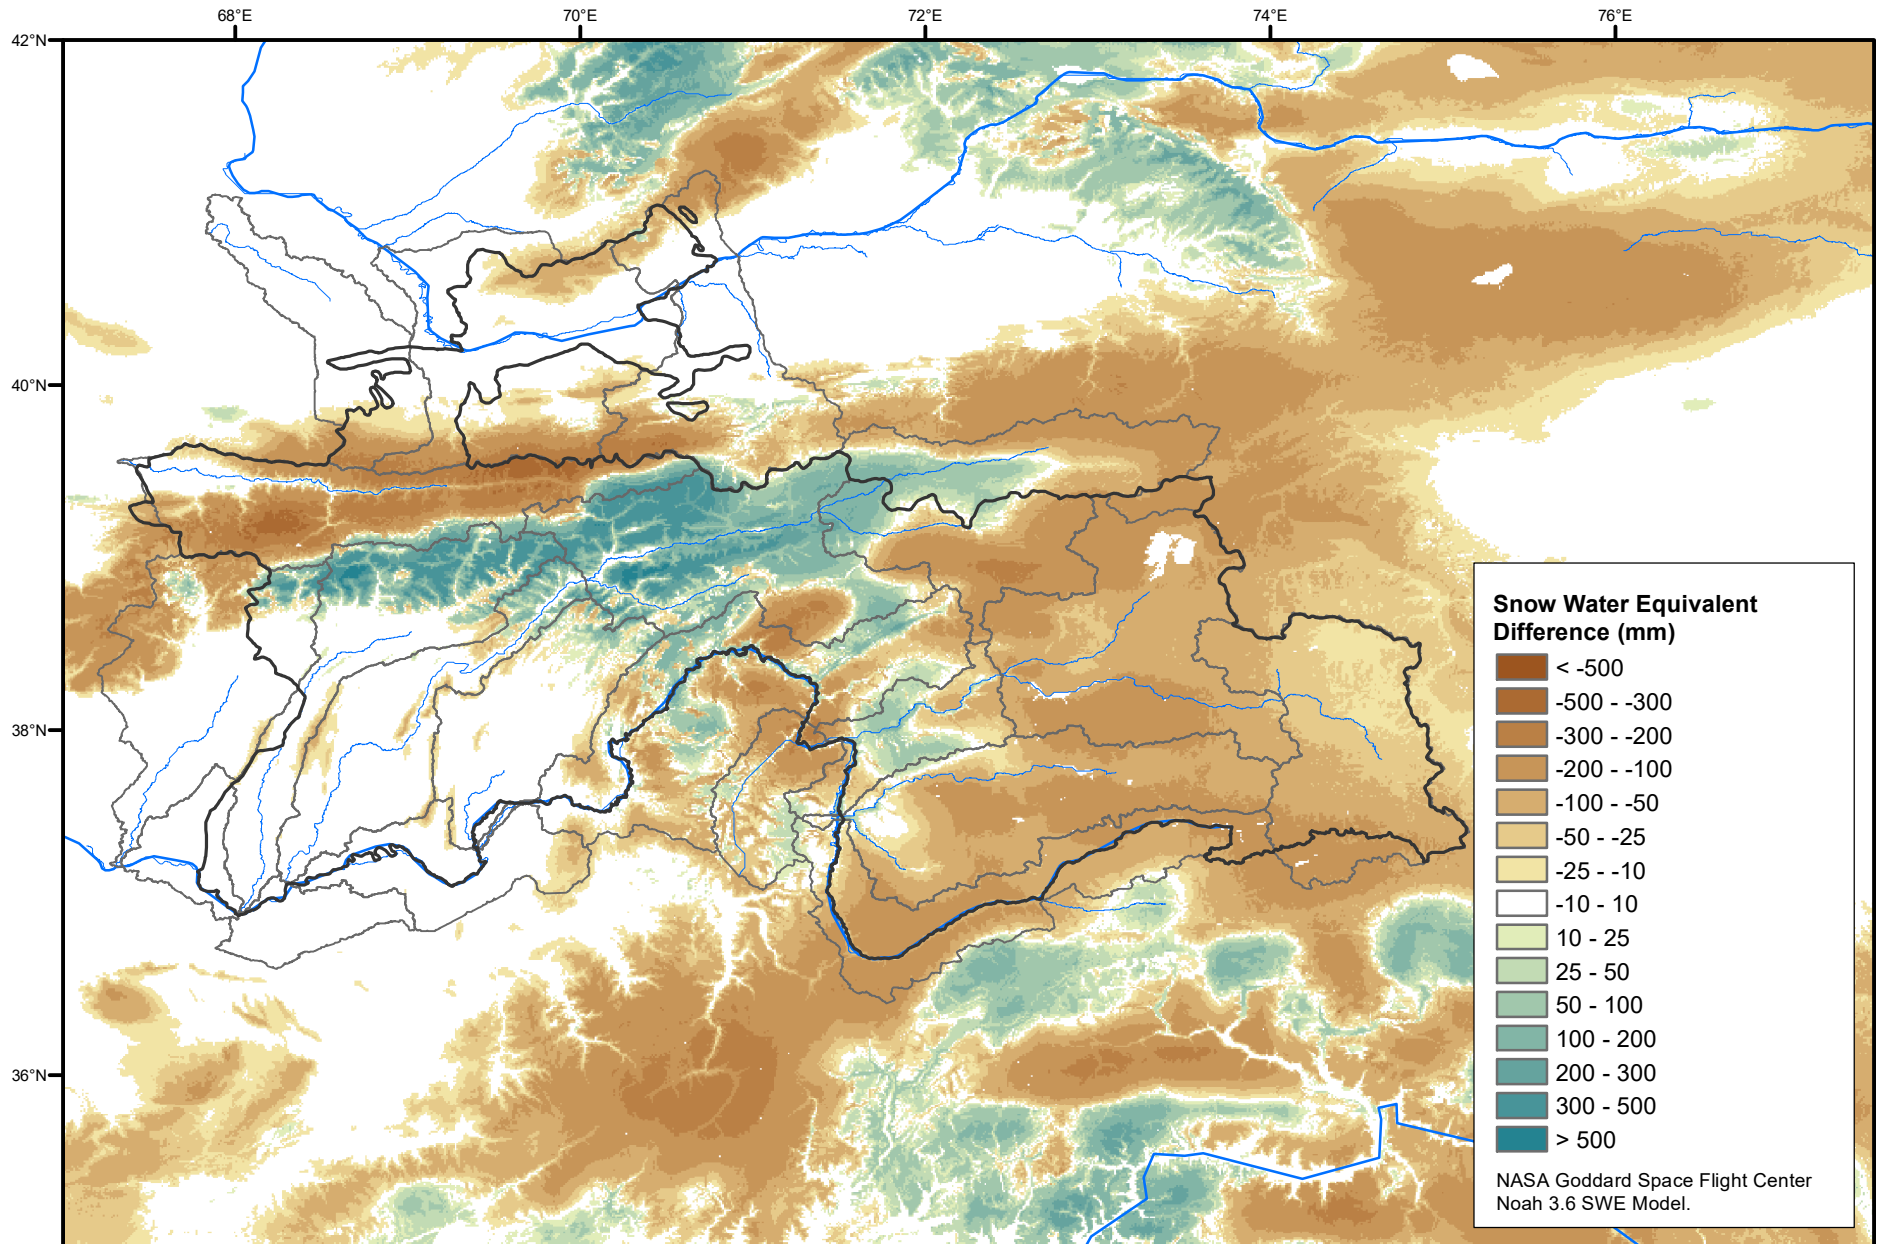 68°E 70°E 72°E 74°E 76°E
42°N
40°N
38°N
36°N
Snow Water Equivalent
Difference (mm)
< -500
-500 - -300
-300 - -200
-200 - -100
-100 - -50
-50 - -25
-25 - -10
-10 - 10
10 - 25
25 - 50
50 - 100
100 - 200
200 - 300
300 - 500
> 500
NASA Goddard Space Flight Center
Noah 3.6 SWE Model.